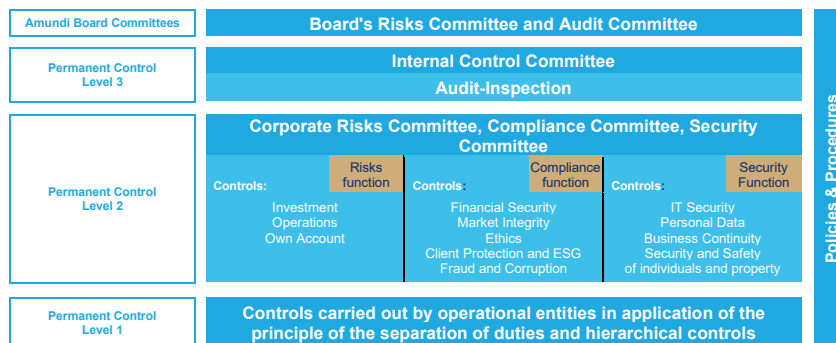 Amundi Board Committees
Board's Risks Committee and Audit Committee
Permanent Control
Level 3
Internal Control Committee
Audit-Inspection
Permanent Control
Level 2
Corporate Risks Committee, Compliance Committee, Security
Committee
Controls:
Risks
function
Investment
Operations
Own Account
Controls:
Compliance
function
Financial Security
Market Integrity
Ethics
Client Protection and ESG
Fraud and Corruption
Controls:
Security
Function
IT Security
Personal Data
Business Continuity
Security and Safety
of individuals and property
Permanent Control
Level 1
Controls carried out by operational entities in application of the
principle of the separation of duties and hierarchical controls
Policies & Procedures